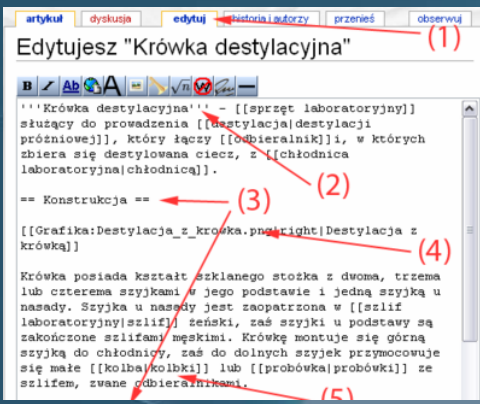 artykuł dyskusja edytuj historia i autorzy przenieś obserwuj
(1)
Edytujesz "Krówka destylacyjna"
B I Ab A √n W
'''Krówka destylacyjna''' – [[sprzęt laboratoryjny]]
służący do prowadzenia [[destylacja|destylacji
próżniowej]], który łączy [[odbieralnik]]i, w których
zbiera się destylowana ciecz, z [[chłodnica
laboratoryjna|chłodnicą]].
(2)
== Konstrukcja ==
(3)
[[Grafika:Destylacja_z_krowka.png|right|Destylacja z
krówką]]
(4)
Krówka posiada kształt szklanego stożka z dwoma, trzema
lub czterema szyjkami w jego podstawie i jedną szyjką u
nasady. Szyjka u nasady jest zaopatrzona w [[szlif
laboratoryjny|szlif]] żeński, zaś szyjki u podstawy są
zakończone szlifami męskimi. Krówkę montuje się górną
szyjką do chłodnicy, zaś do dolnych szyjek przymocowuje
się małe [[kolba|kolbki]] lub [[probówka|probówki]] ze
szlifem, zwane odbieralnikami.
(5)